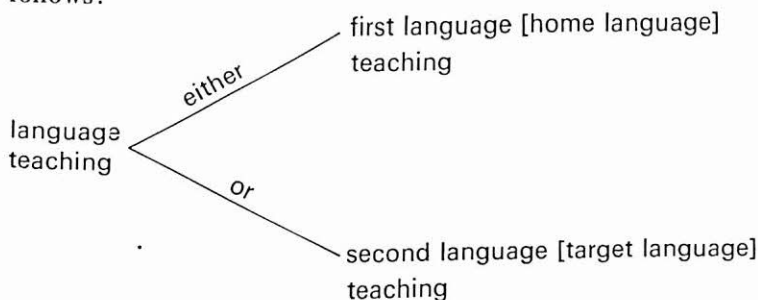 follows:
first language [home language]
teaching
either
language
teaching
or
second language [target language]
teaching